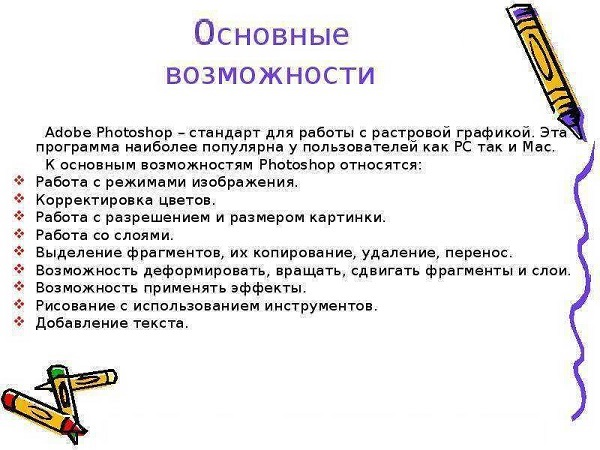 Основные
возможности
Adobe Photoshop – стандарт для работы с растровой графикой. Эта
программа наиболее популярна у пользователей как PC так и Mac.
К основным возможностям Photoshop относятся:
Работа с режимами изображения.
Корректировка цветов.
Работа с разрешением и размером картинки.
Работа со слоями.
Выделение фрагментов, их копирование, удаление, перенос.
Возможность деформировать, вращать, сдвигать фрагменты и слои.
Возможность применять эффекты.
Рисование с использованием инструментов.
Добавление текста.